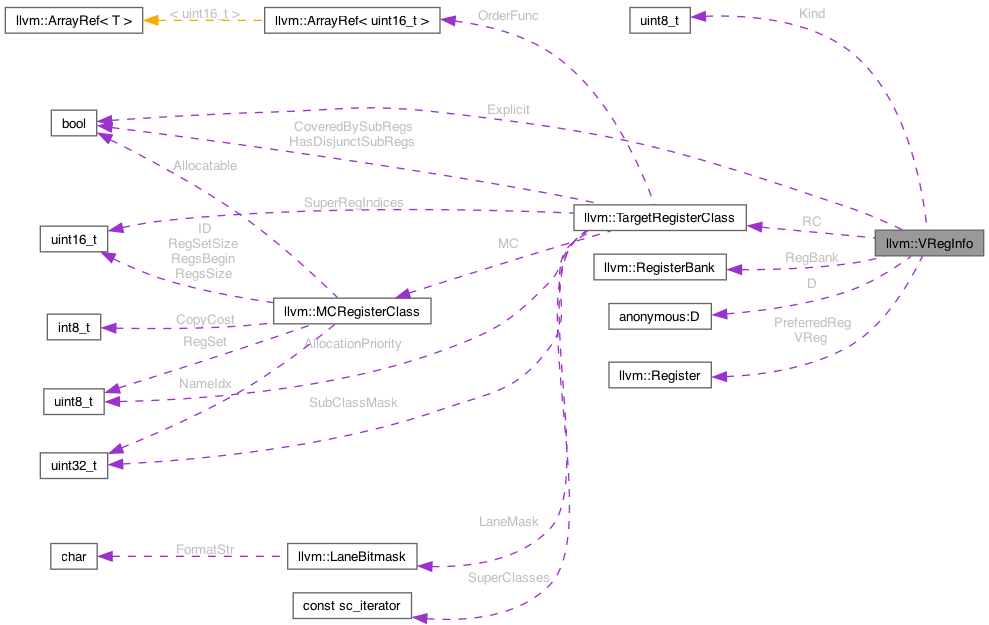 llvm::ArrayRef< T >
< uint16_t >
llvm::ArrayRef< uint16_t >
OrderFunc
uint8_t
Kind
bool
Explicit
CoveredBySubRegs
HasDisjunctSubRegs
Allocatable
SuperRegIndices
llvm::TargetRegisterClass
RC
llvm::VRegInfo
uint16_t
ID
RegSetSize
RegsBegin
RegsSize
MC
llvm::RegisterBank
RegBank
D
llvm::MCRegisterClass
anonymous:D
int8_t
CopyCost
PreferredReg
VReg
RegSet
AllocationPriority
llvm::Register
NameIdx
uint8_t
SubClassMask
uint32_t
LaneMask
char
FormatStr
llvm::LaneBitmask
SuperClasses
const sc_iterator